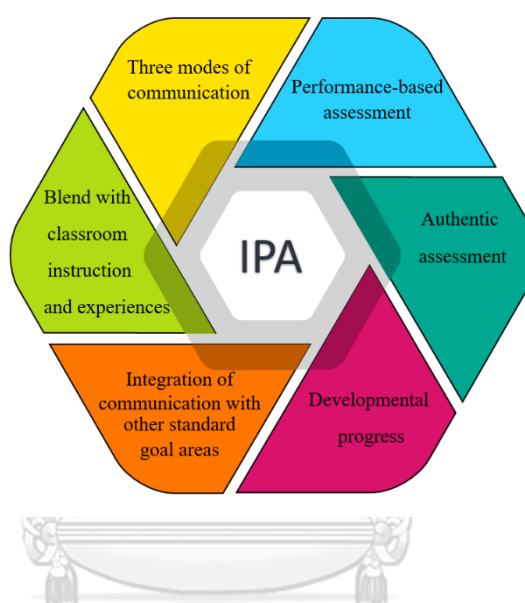 Three modes of
communication
Performance-based
assessment
Blend with
classroom
instruction
and experiences
IPA
Authentic
assessment
Integration of
communication with
other standard
goal areas
Developmental
progress